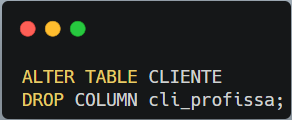 ALTER TABLE CLIENTE
DROP COLUMN cli_profissa;